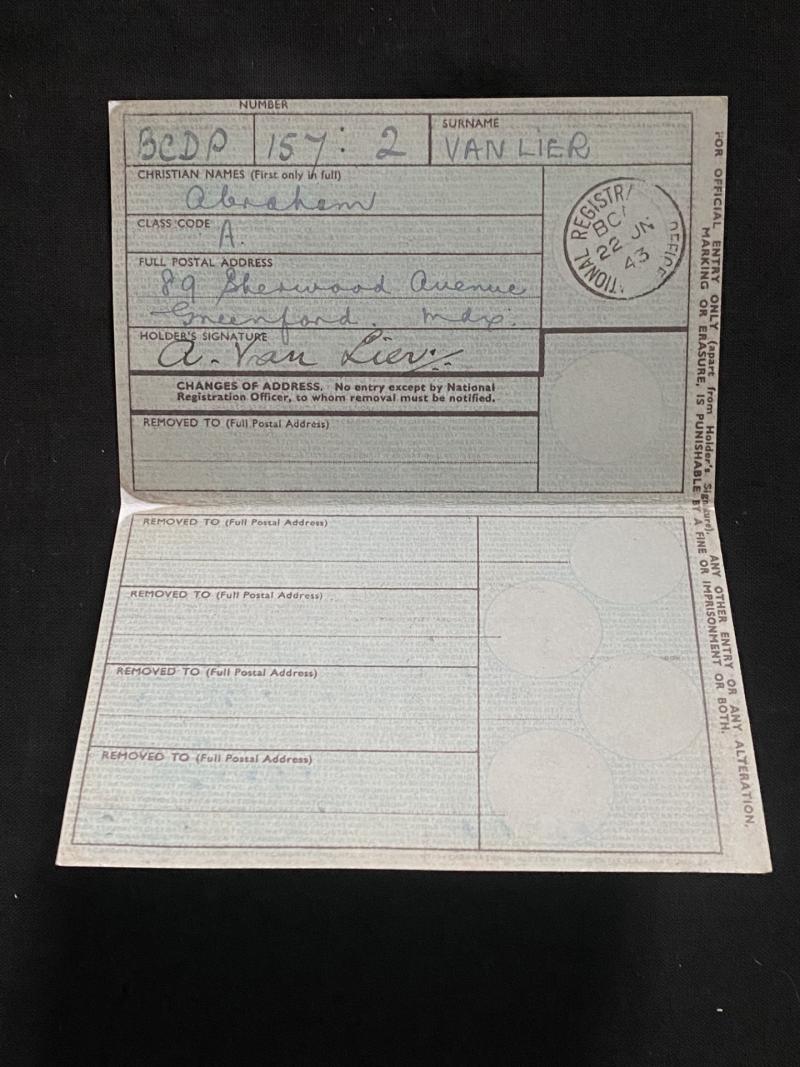 NUMBER
BCDP 157: 2
SURNAME
VAN LIER
CHRISTIAN NAMES (First only in full)
Abraham
CLASS CODE
A.
FULL POSTAL ADDRESS
89 Sherwood Avenue
Greenford. Mdx.
HOLDER'S SIGNATURE
A. Van Lier
CHANGES OF ADDRESS. No entry except by National
Registration Officer, to whom removal must be notified.
REMOVED TO (Full Postal Address)
TIONAL REGISTR OFFICE
BC
22 JN
43
REMOVED TO (Full Postal Address)
REMOVED TO (Full Postal Address)
REMOVED TO (Full Postal Address)
REMOVED TO (Full Postal Address)
FOR OFFICIAL ENTRY ONLY (apart from Holder's Signature). ANY OTHER ENTRY OR ANY ALTERATION,
MARKING OR ERASURE, IS PUNISHABLE BY A FINE OR IMPRISONMENT OR BOTH.